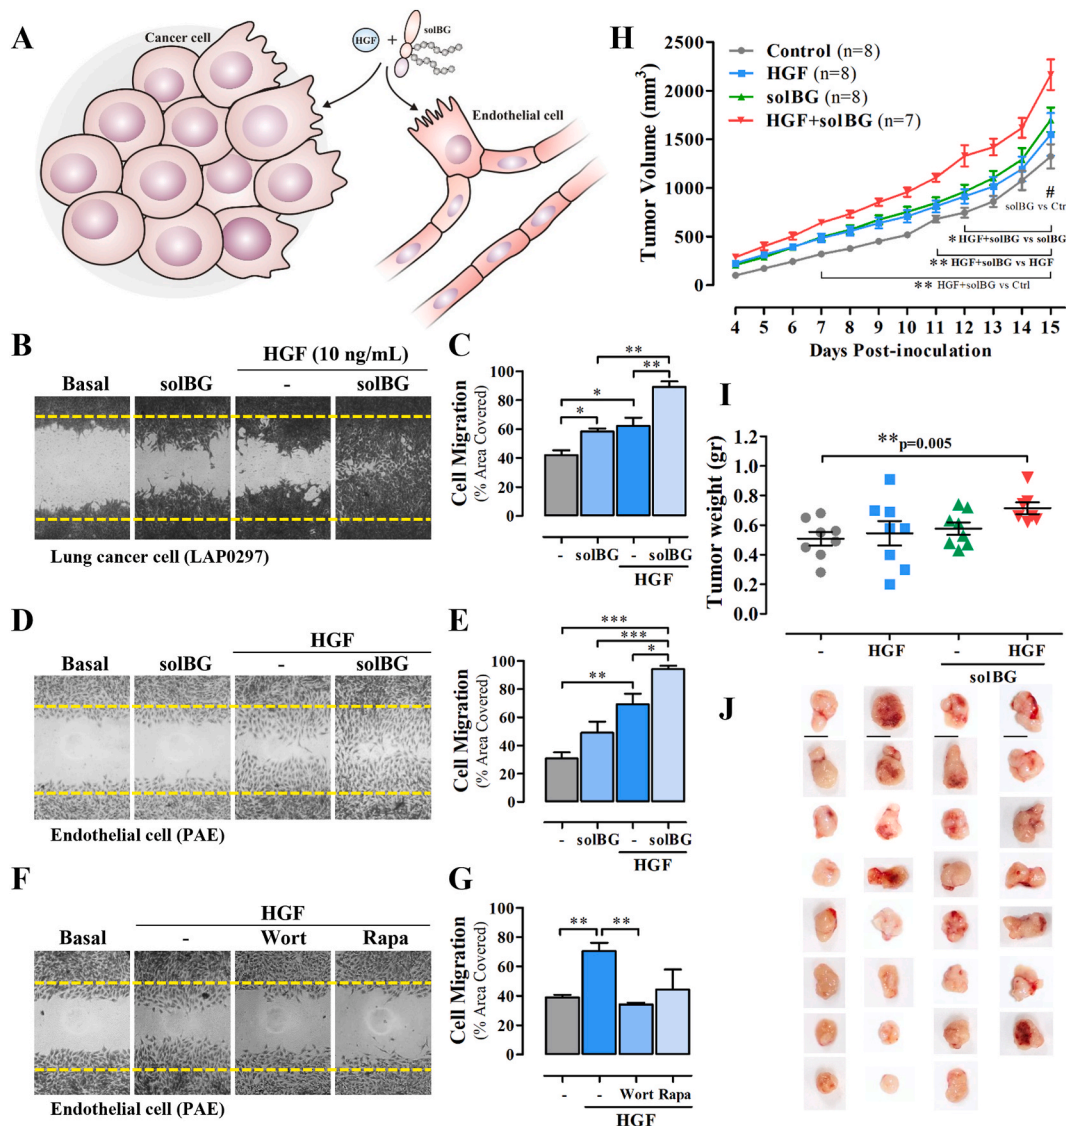 A
Cancer cell
HGF
+
solBG
Endothelial cell
B
HGF (10 ng/mL)
Basal
solBG
-
solBG
Lung cancer cell (LAP0297)
C
Cell Migration
(% Area Covered)
100
80
60
40
20
0
*
*
**
**
- solBG - solBG
HGF
D
HGF
Basal
solBG
-
solBG
Endothelial cell (PAE)
E
Cell Migration
(% Area Covered)
100
80
60
40
20
0
***
***
*
**
- solBG - solBG
HGF
F
HGF
Basal
-
Wort
Rapa
Endothelial cell (PAE)
G
Cell Migration
(% Area Covered)
100
80
60
40
20
0
**
**
- - Wort Rapa
HGF
H
Tumor Volume (mm³)
2500
2000
1500
1000
500
0
Control (n=8)
HGF (n=8)
solBG (n=8)
HGF+solBG (n=7)
#
solBG vs Ctr
* HGF+solBG vs solBG
** HGF+solBG vs HGF
** HGF+solBG vs Ctrl
4 5 6 7 8 9 10 11 12 13 14 15
Days Post-inoculation
I
Tumor weight (gr)
1.2
1.0
0.8
0.6
0.4
0.2
0.0
**p=0.005
- HGF - HGF
solBG
J